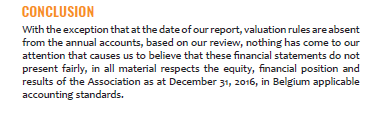 CONCLUSION
With the exception that at the date of our report, valuation rules are absent
from the annual accounts, based on our review, nothing has come to our
attention that causes us to believe that these financial statements do not
present fairly, in all material respects the equity, financial position and
results of the Association as at December 31, 2016, in Belgium applicable
accounting standards.